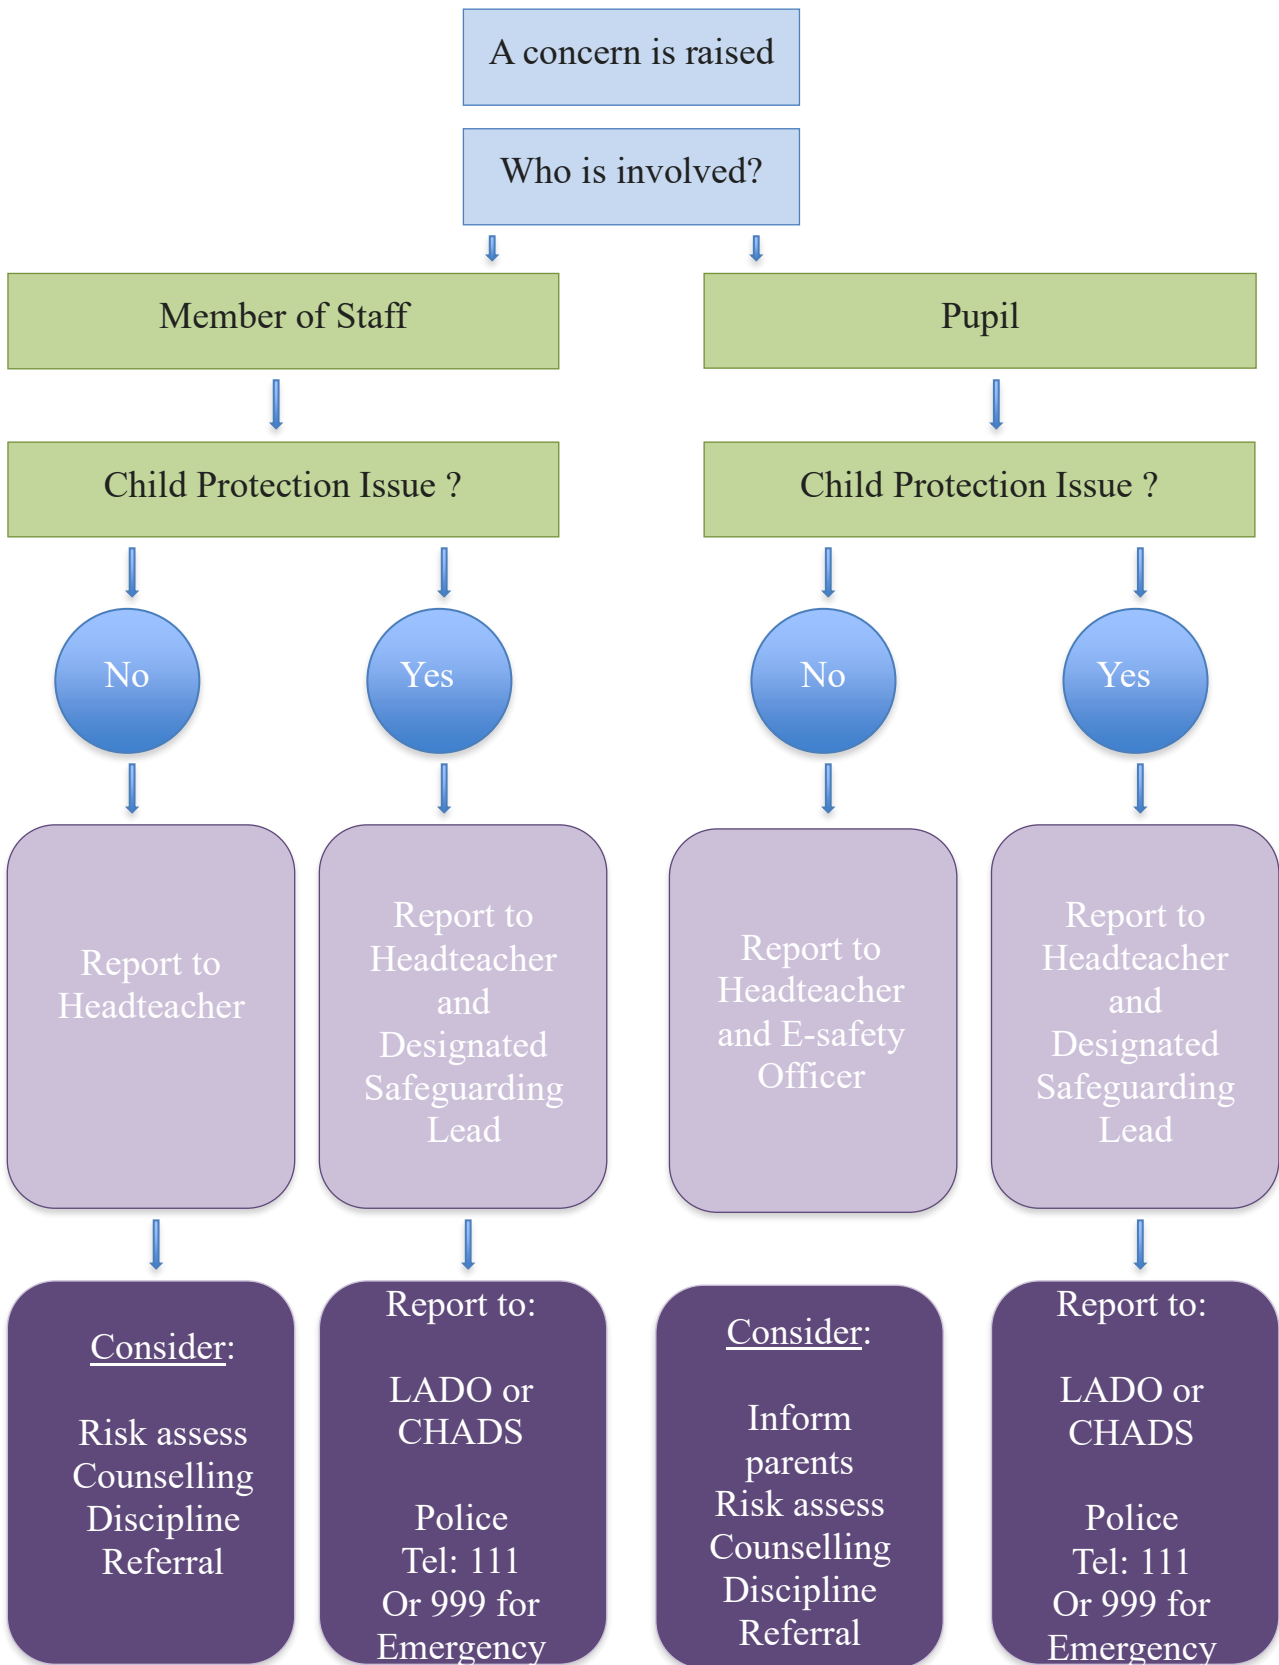 A concern is raised
Who is involved?
Member of Staff
Pupil
Child Protection Issue ?
Child Protection Issue ?
No
Yes
No
Yes
Report to
Headteacher
Report to
Headteacher
and
Designated
Safeguarding
Lead
Report to
Headteacher
and E-safety
Officer
Report to
Headteacher
and
Designated
Safeguarding
Lead
Consider:
Risk assess
Counselling
Discipline
Referral
Report to:
LADO or
CHADS
Police
Tel: 111
Or 999 for
Emergency
Consider:
Inform
parents
Risk assess
Counselling
Discipline
Referral
Report to:
LADO or
CHADS
Police
Tel: 111
Or 999 for
Emergency